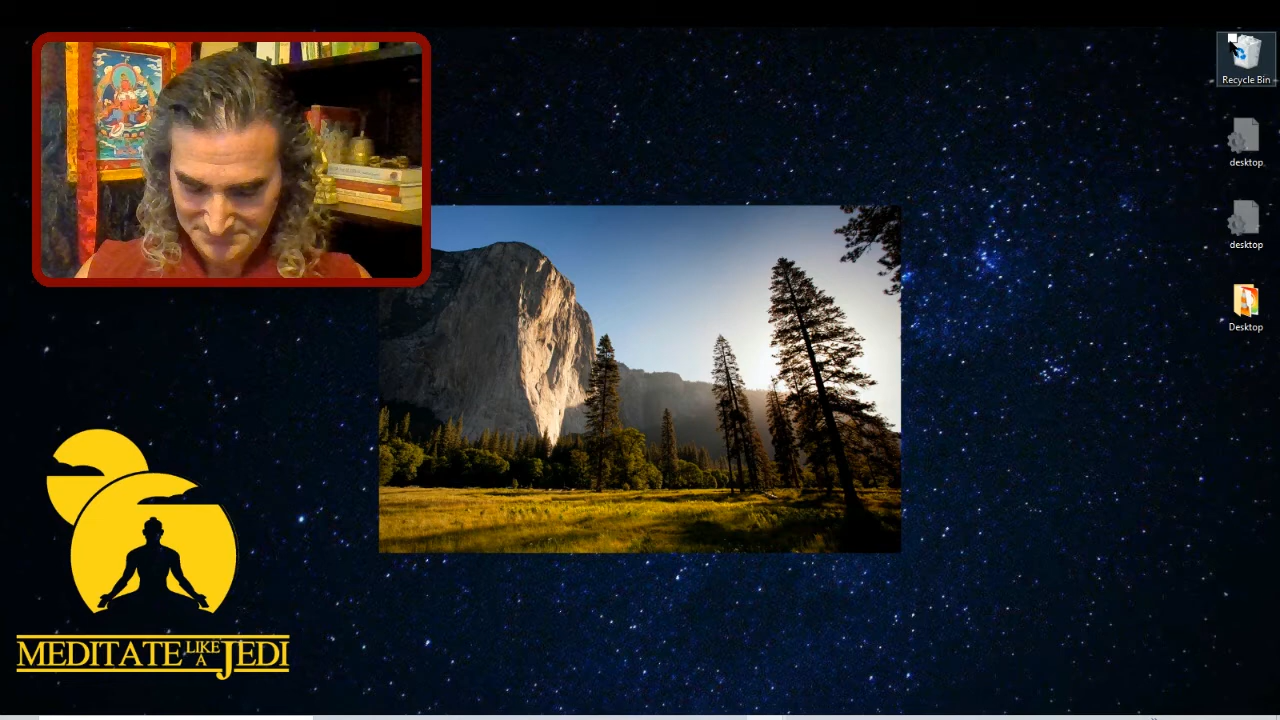 Recycle Bin
desktop
desktop
Desktop
MEDITATE LIKE A JEDI